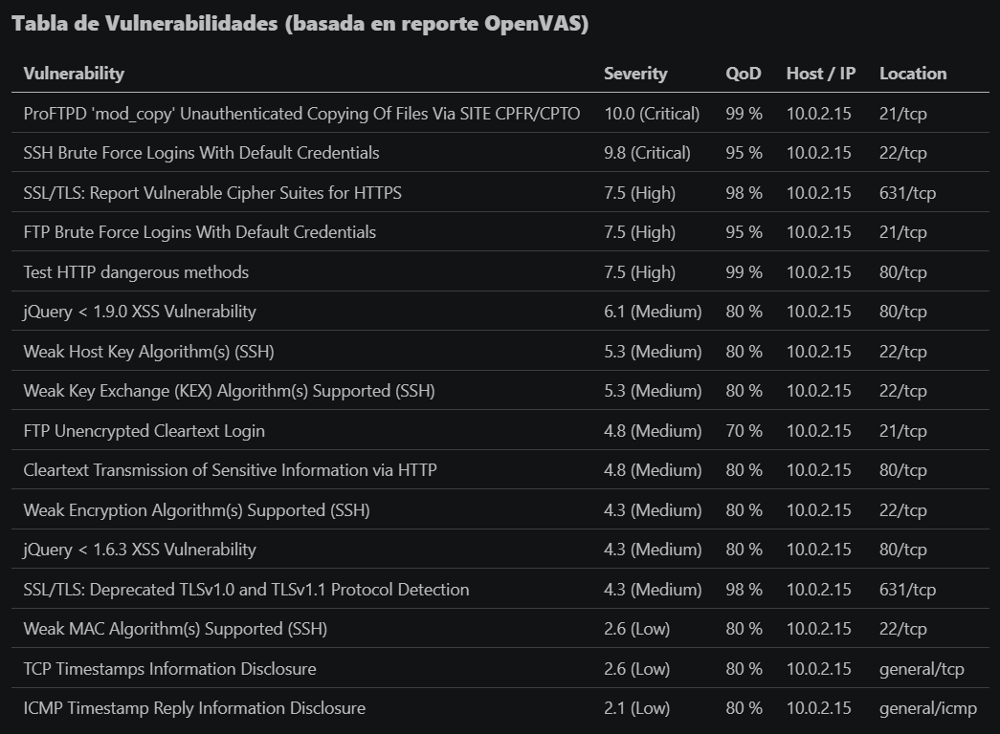 Tabla de Vulnerabilidades (basada en reporte OpenVAS)
Vulnerability Severity QoD Host / IP Location
ProFTPD 'mod_copy' Unauthenticated Copying Of Files Via SITE CPFR/CPTO 10.0 (Critical) 99 % 10.0.2.15 21/tcp
SSH Brute Force Logins With Default Credentials 9.8 (Critical) 95 % 10.0.2.15 22/tcp
SSL/TLS: Report Vulnerable Cipher Suites for HTTPS 7.5 (High) 98 % 10.0.2.15 631/tcp
FTP Brute Force Logins With Default Credentials 7.5 (High) 95 % 10.0.2.15 21/tcp
Test HTTP dangerous methods 7.5 (High) 99 % 10.0.2.15 80/tcp
jQuery < 1.9.0 XSS Vulnerability 6.1 (Medium) 80 % 10.0.2.15 80/tcp
Weak Host Key Algorithm(s) (SSH) 5.3 (Medium) 80 % 10.0.2.15 22/tcp
Weak Key Exchange (KEX) Algorithm(s) Supported (SSH) 5.3 (Medium) 80 % 10.0.2.15 22/tcp
FTP Unencrypted Cleartext Login 4.8 (Medium) 70 % 10.0.2.15 21/tcp
Cleartext Transmission of Sensitive Information via HTTP 4.8 (Medium) 80 % 10.0.2.15 80/tcp
Weak Encryption Algorithm(s) Supported (SSH) 4.3 (Medium) 80 % 10.0.2.15 22/tcp
jQuery < 1.6.3 XSS Vulnerability 4.3 (Medium) 80 % 10.0.2.15 80/tcp
SSL/TLS: Deprecated TLSv1.0 and TLSv1.1 Protocol Detection 4.3 (Medium) 98 % 10.0.2.15 631/tcp
Weak MAC Algorithm(s) Supported (SSH) 2.6 (Low) 80 % 10.0.2.15 22/tcp
TCP Timestamps Information Disclosure 2.6 (Low) 80 % 10.0.2.15 general/tcp
ICMP Timestamp Reply Information Disclosure 2.1 (Low) 80 % 10.0.2.15 general/icmp